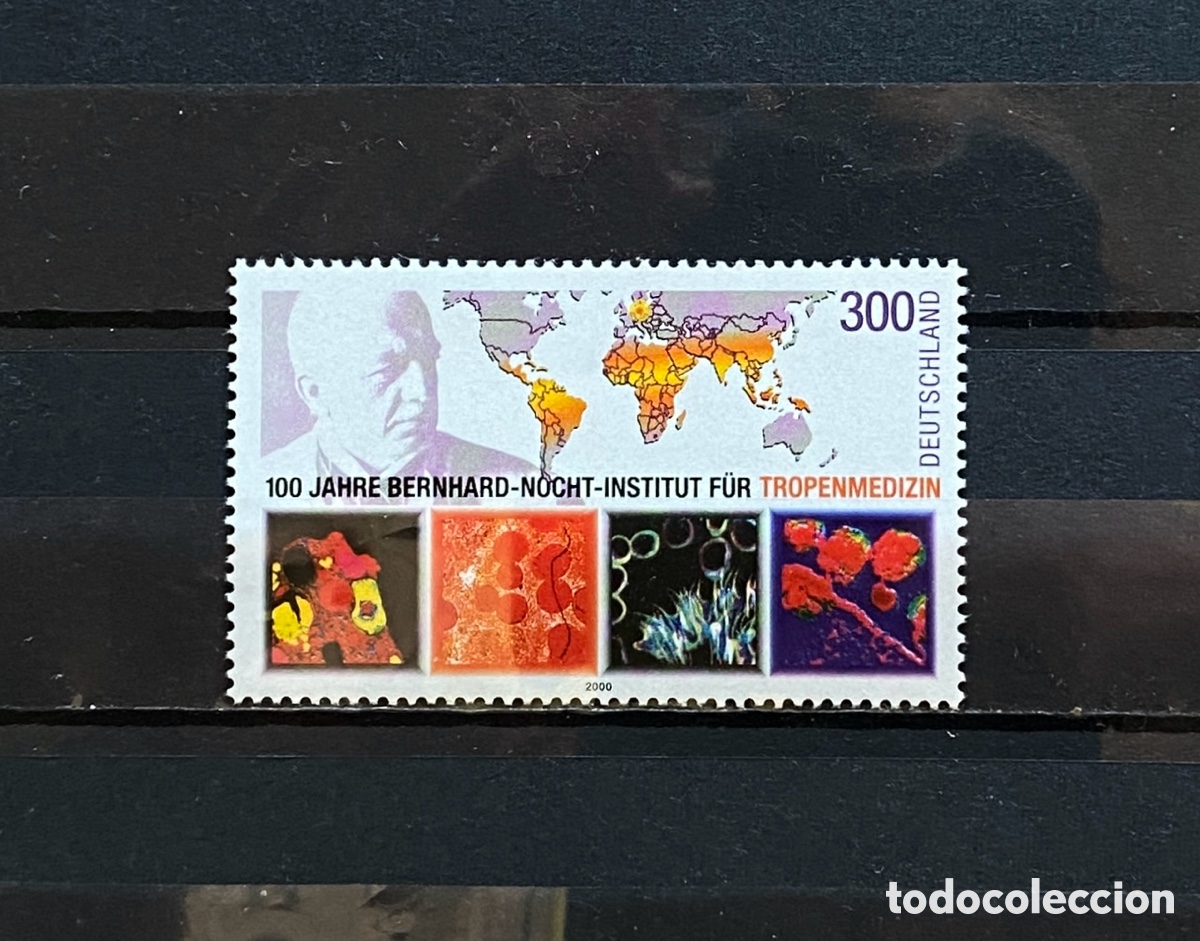 300
DEUTSCHLAND
100 JAHRE BERNHARD-NOCHT-INSTITUT FÜR TROPENMEDIZIN
2000
todocoleccion